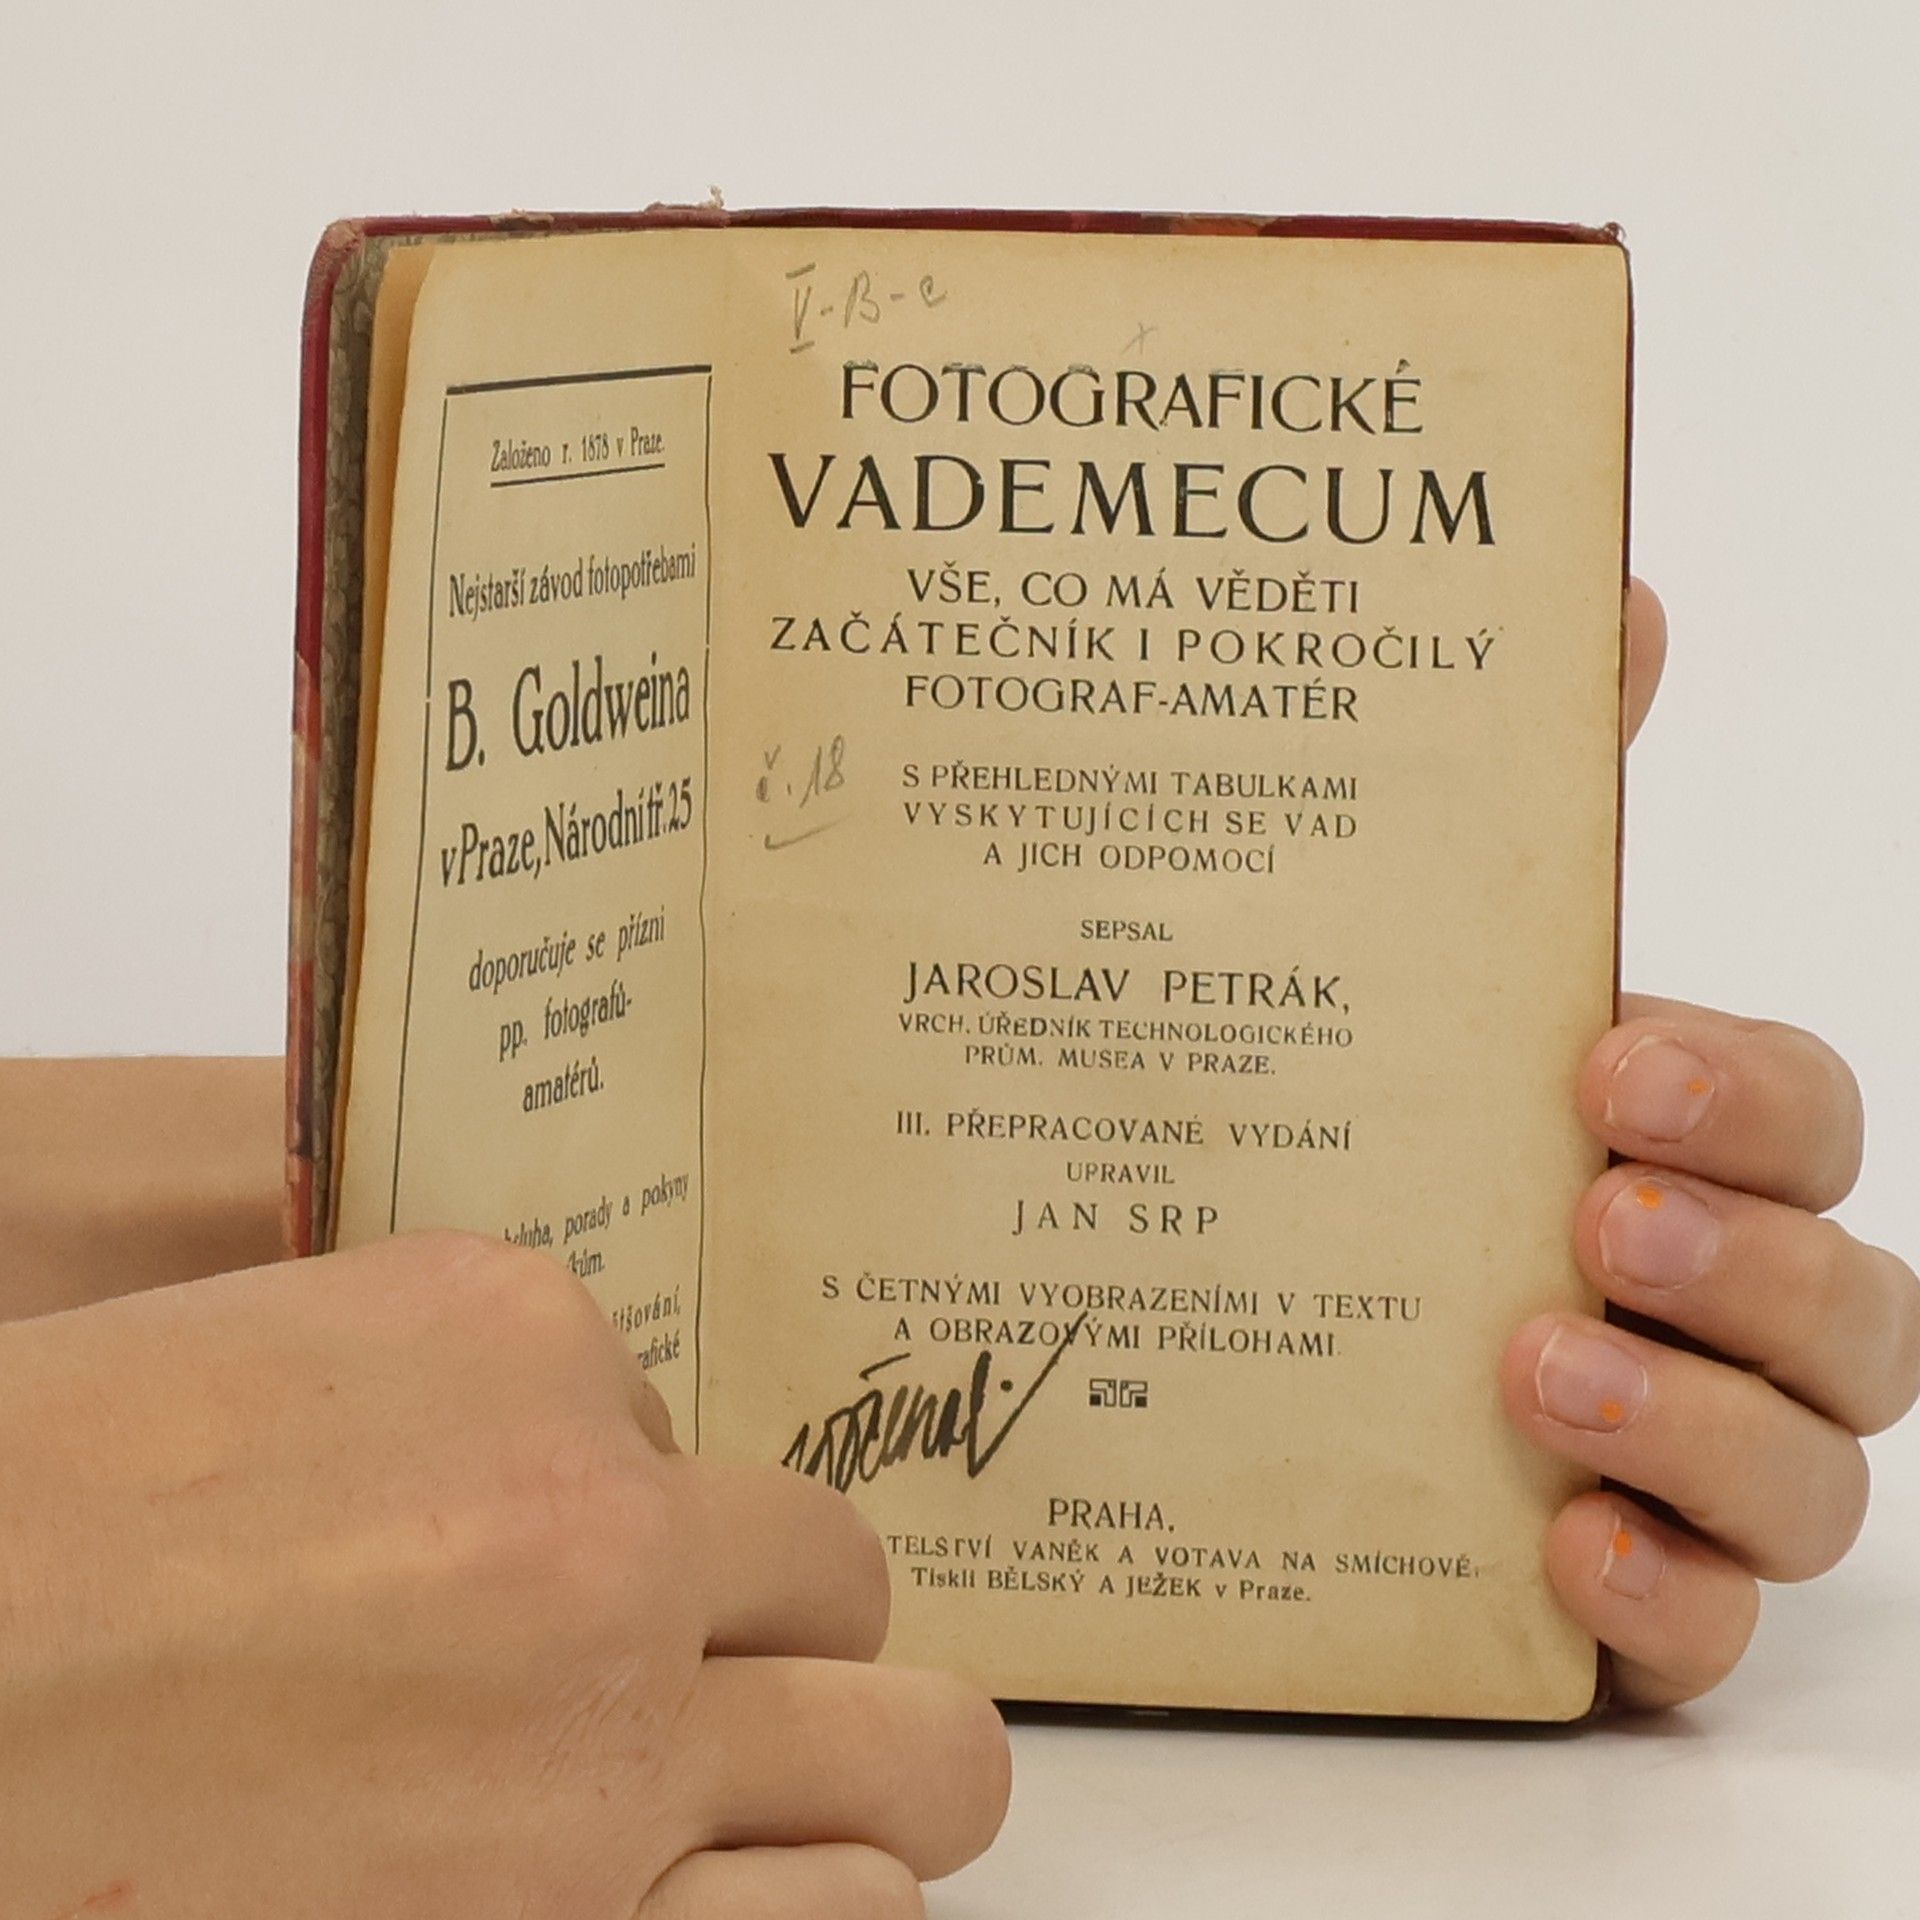 Založeno r. 1878 v Praze.
Nejstarší závod fotopotřebami
B. Goldweina
v Praze, Národní tř. 25
doporučuje se přízni
pp. fotografů-
amatérů.
porady a pokyny
V-B-c
FOTOGRAFICKÉ
VADEMECUM
VŠE, CO MÁ VĚDĚTI
ZAČÁTEČNÍK I POKROČILÝ
FOTOGRAF-AMATÉR
č. 18
S PŘEHLEDNÝMI TABULKAMI
VYSKYTUJÍCÍCH SE VAD
A JICH ODPOMOCÍ
SEPSAL
JAROSLAV PETRÁK,
VRCH. ÚŘEDNÍK TECHNOLOGICKÉHO
PRŮM. MUSEA V PRAZE.
III. PŘEPRACOVANÉ VYDÁNÍ
UPRAVIL
JAN SRP
S ČETNÝMI VYOBRAZENÍMI V TEXTU
A OBRAZOVÝMI PŘÍLOHAMI.
PRAHA.
TELSTVÍ VANĚK A VOTAVA NA SMÍCHOVĚ.
Tiskli BĚLSKÝ A JEŽEK v Praze.